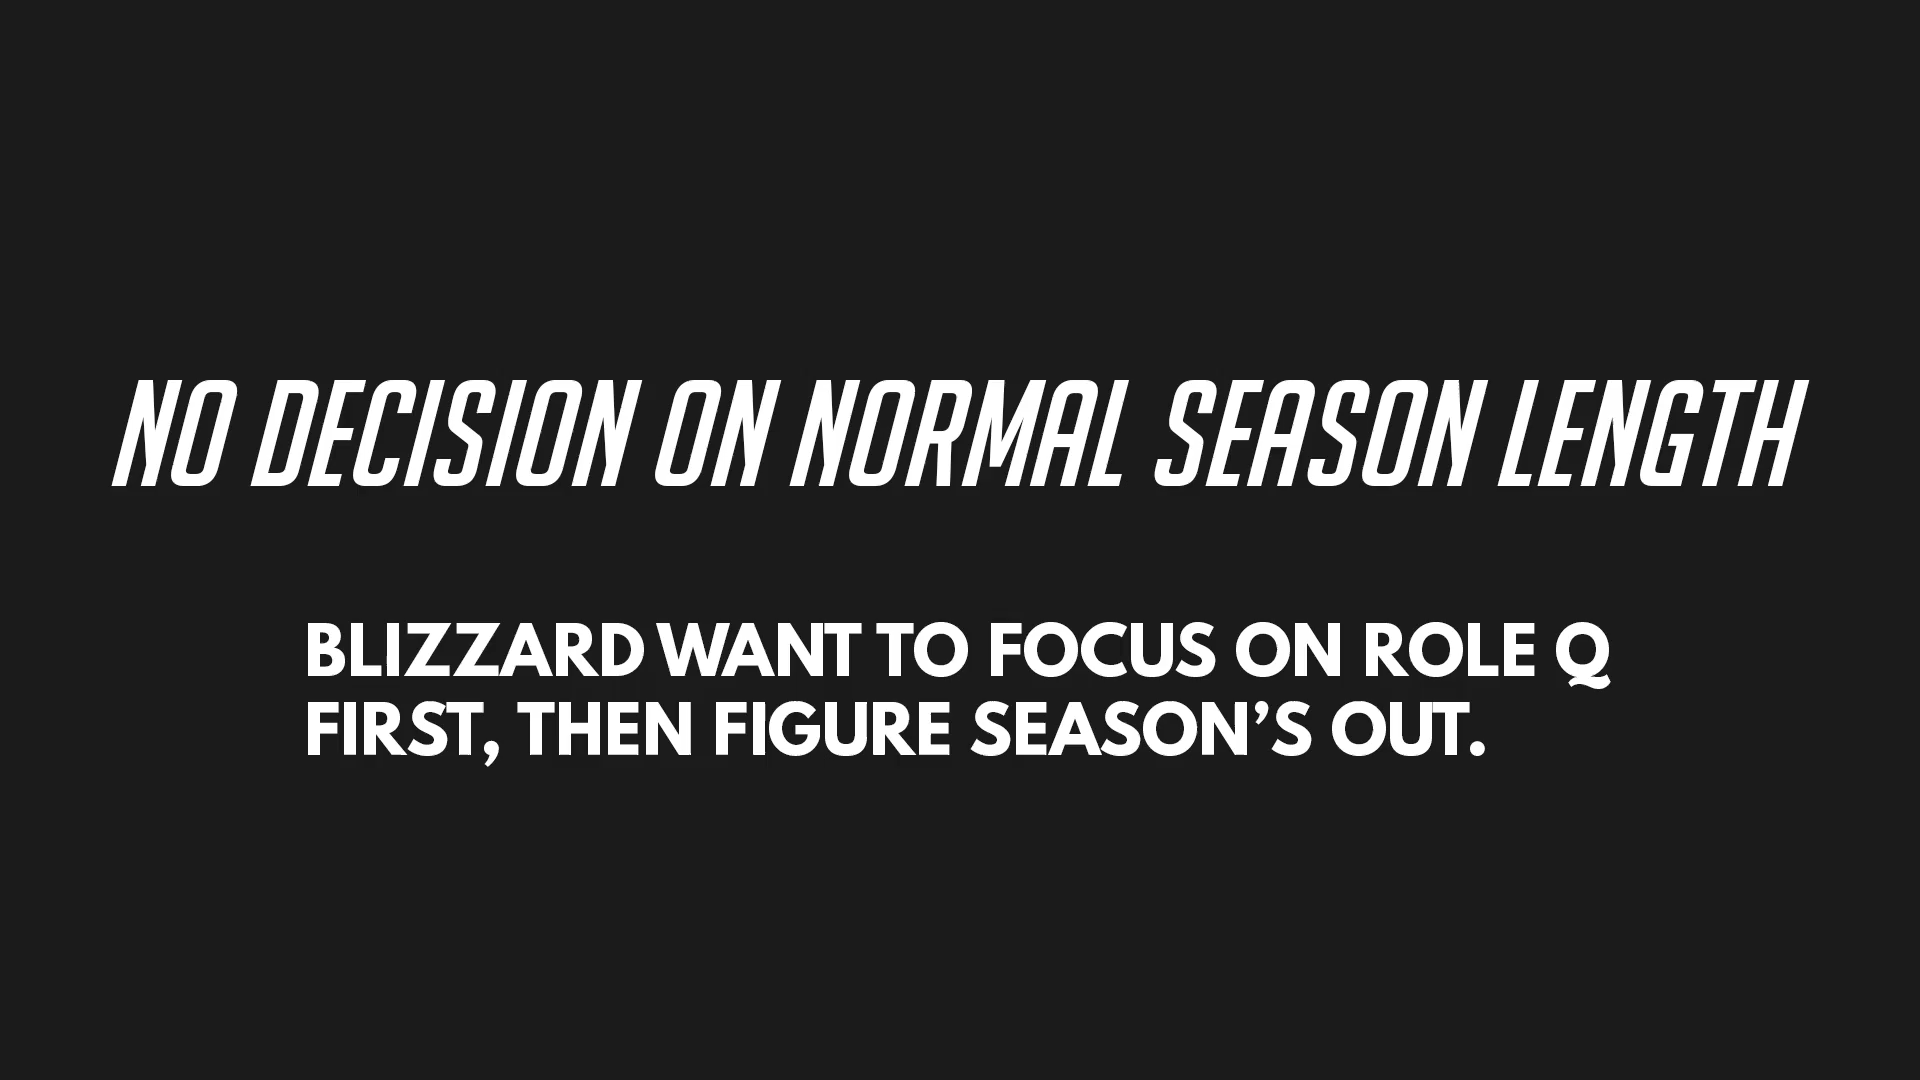 NO DECISION ON NORMAL SEASON LENGTH
BLIZZARD WANT TO FOCUS ON ROLE Q
FIRST, THEN FIGURE SEASON’S OUT.